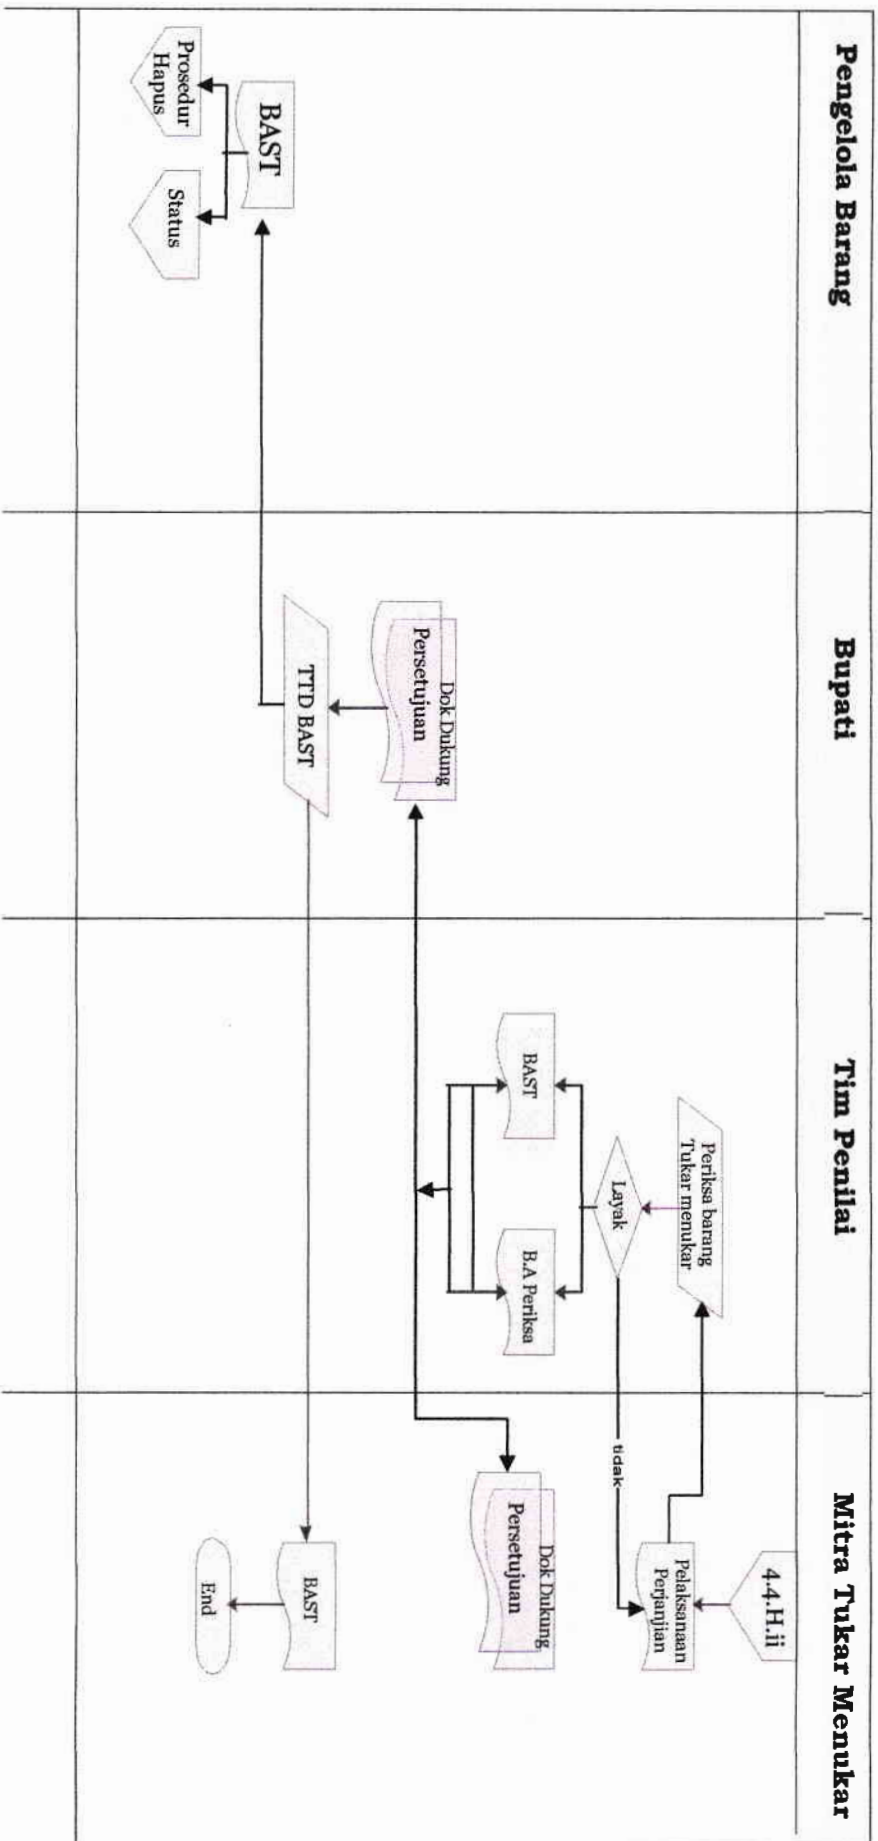 Pengelola Barang
Bupati
Tim Penilai
Mitra Tukar Menukar
4.4.H.ii
Pelaksanaan
Perjanjian
Periksa barang
Tukar menukar
Layak
tidak
BAST
B.A Periksa
Dok Dukung
Persetujuan
Dok Dukung
Persetujuan
TTD BAST
BAST
Prosedur
Hapus
Status
BAST
End